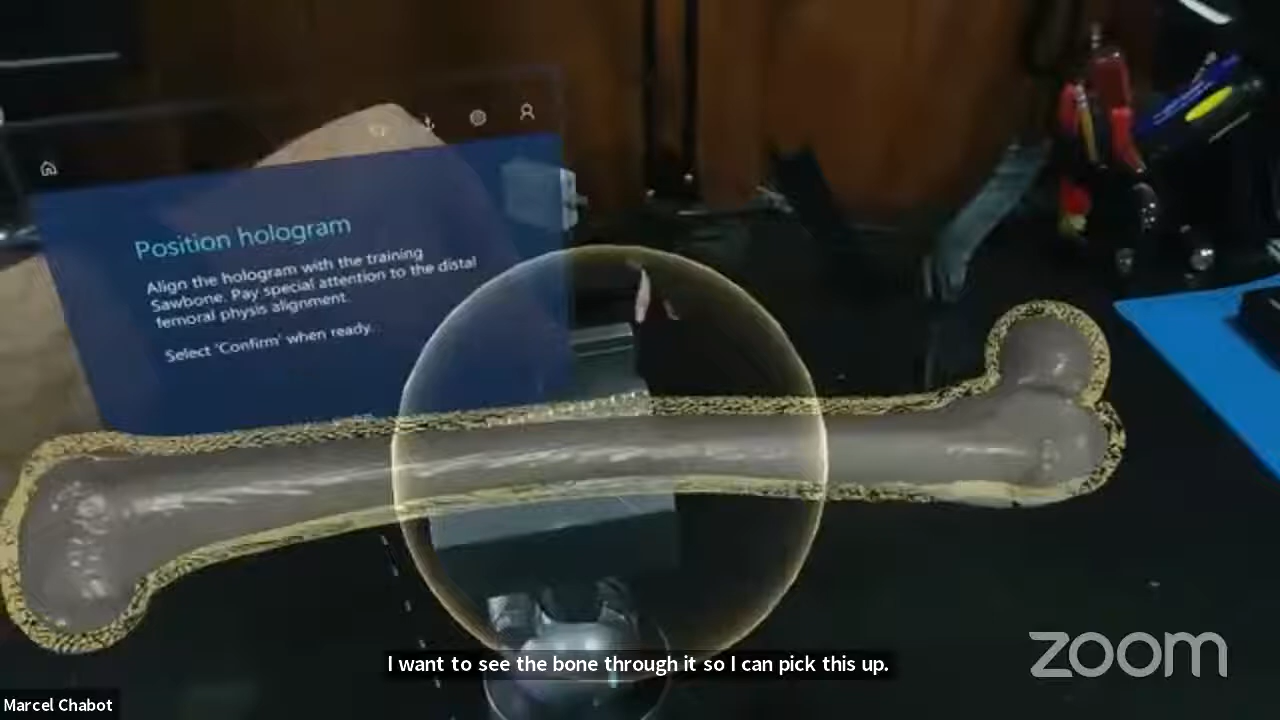 Position hologram
Align the hologram with the training
Sawbone. Pay special attention to the distal
femoral physis alignment.
Select 'Confirm' when ready.
I want to see the bone through it so I can pick this up.
zoom
Marcel Chabot